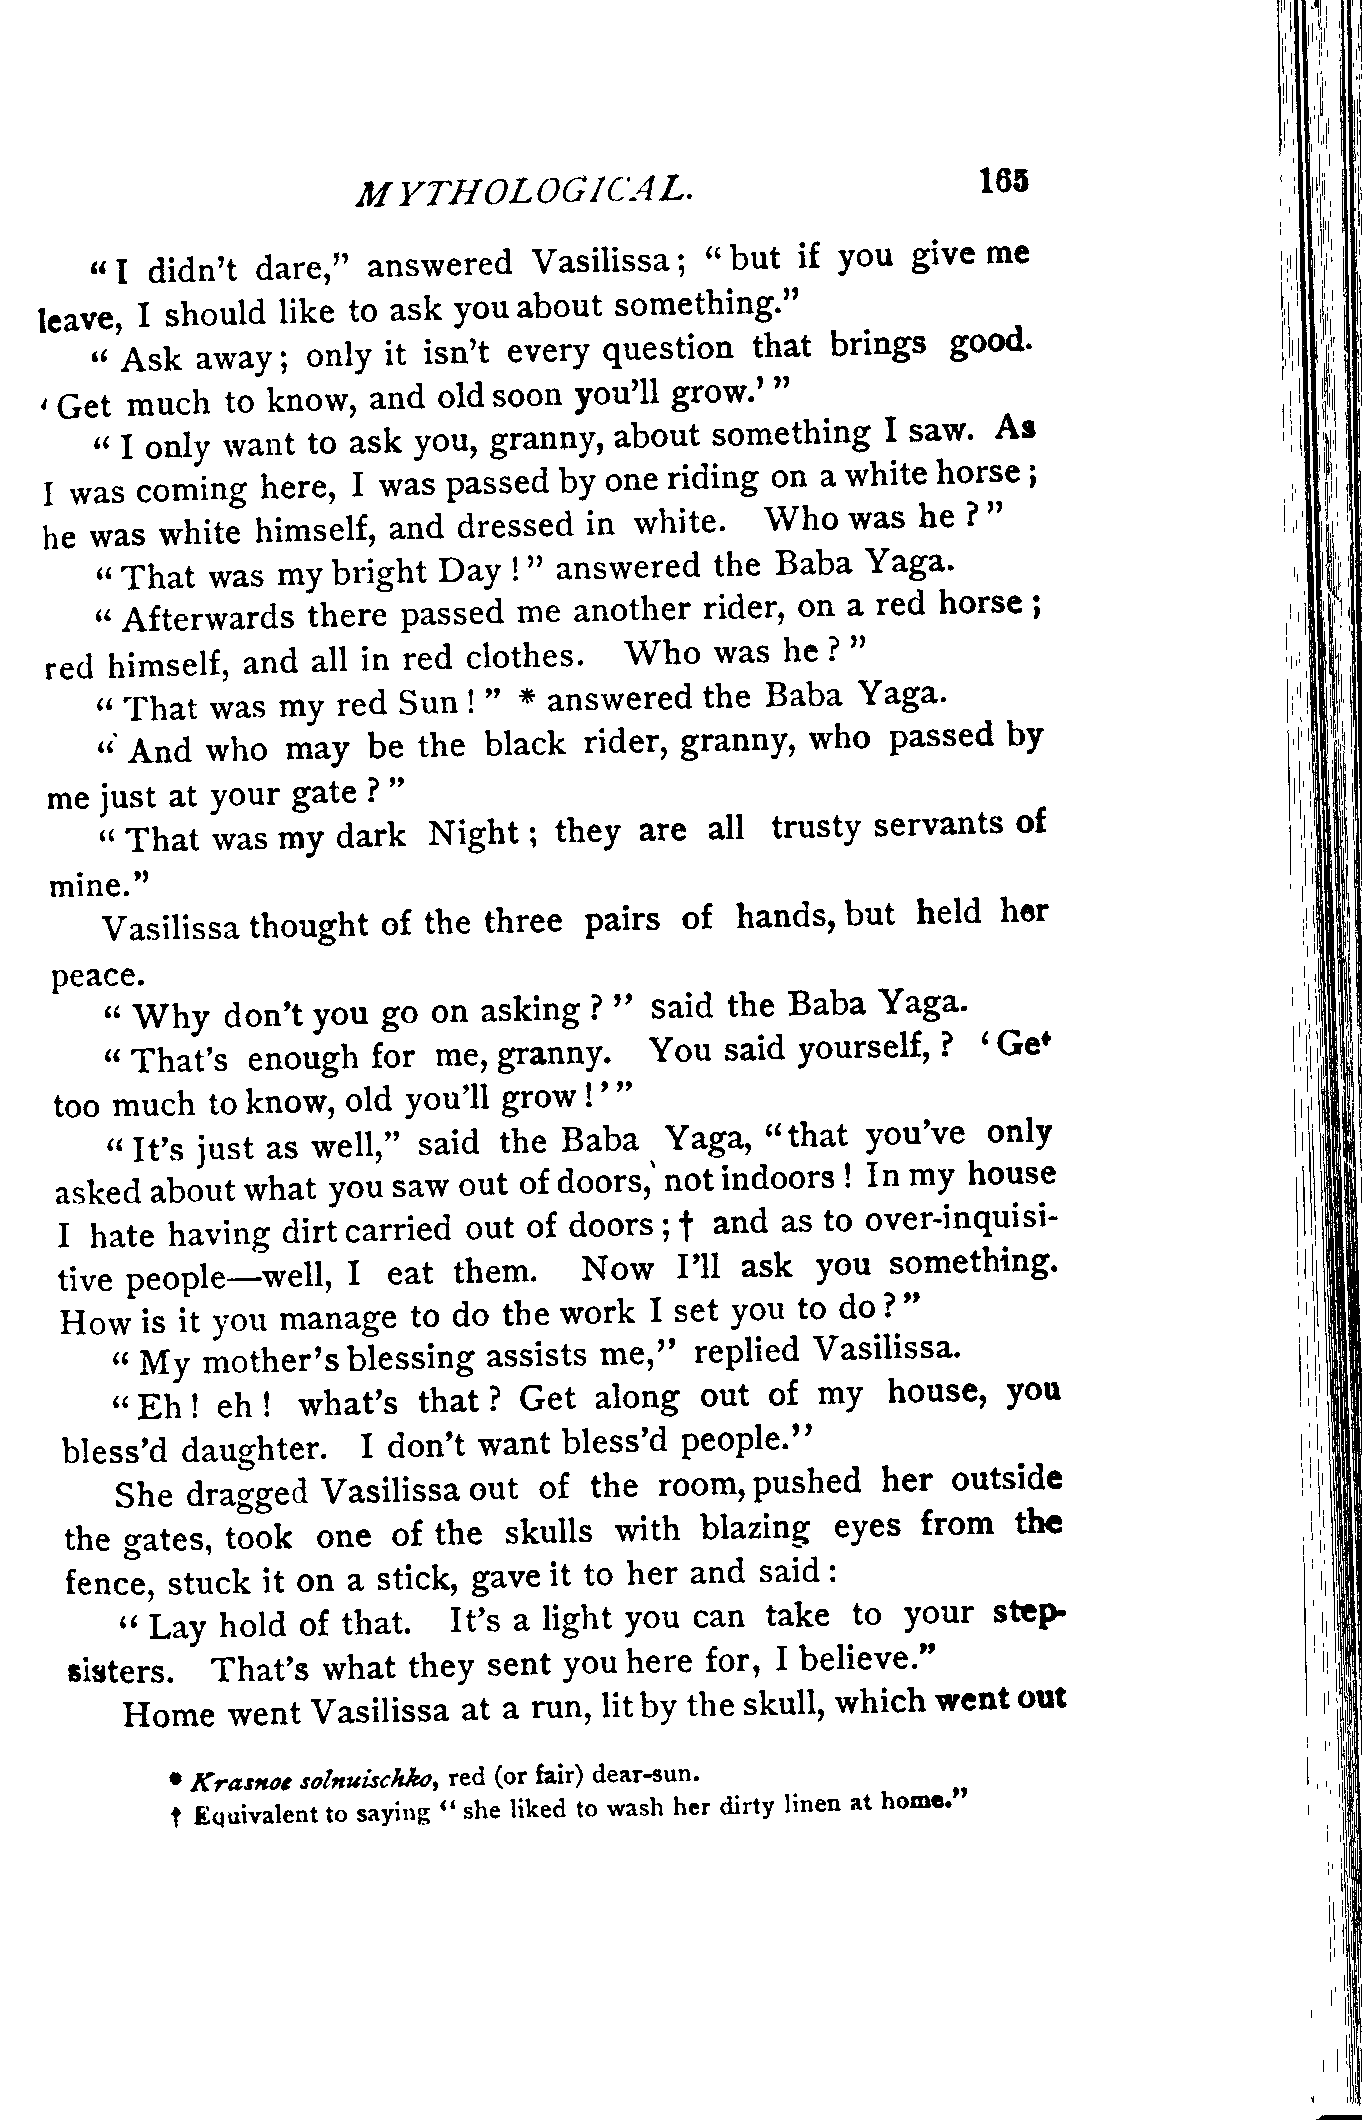 MYTHOLOGICAL. 165
"I didn't dare," answered Vasilissa; "but if you give me
leave, I should like to ask you about something."
"Ask away; only it isn't every question that brings good.
'Get much to know, and old soon you'll grow.'"
"I only want to ask you, granny, about something I saw. As
I was coming here, I was passed by one riding on a white horse;
he was white himself, and dressed in white. Who was he?"
"That was my bright Day!" answered the Baba Yaga.
"Afterwards there passed me another rider, on a red horse;
red himself, and all in red clothes. Who was he?"
"That was my red Sun!" * answered the Baba Yaga.
"And who may be the black rider, granny, who passed by
me just at your gate?"
"That was my dark Night; they are all trusty servants of
mine."
Vasilissa thought of the three pairs of hands, but held her
peace.
"Why don't you go on asking?" said the Baba Yaga.
"That's enough for me, granny. You said yourself, ? 'Get
too much to know, old you'll grow!'"
"It's just as well," said the Baba Yaga, "that you've only
asked about what you saw out of doors, not indoors! In my house
I hate having dirt carried out of doors; † and as to over-inquisi-
tive people—well, I eat them. Now I'll ask you something.
How is it you manage to do the work I set you to do?"
"My mother's blessing assists me," replied Vasilissa.
"Eh! eh! what's that? Get along out of my house, you
bless'd daughter. I don't want bless'd people."
She dragged Vasilissa out of the room, pushed her outside
the gates, took one of the skulls with blazing eyes from the
fence, stuck it on a stick, gave it to her and said:
"Lay hold of that. It's a light you can take to your step-
sisters. That's what they sent you here for, I believe."
Home went Vasilissa at a run, lit by the skull, which went out
* Krasnoe solnuischko, red (or fair) dear-sun.
† Equivalent to saying "she liked to wash her dirty linen at home."